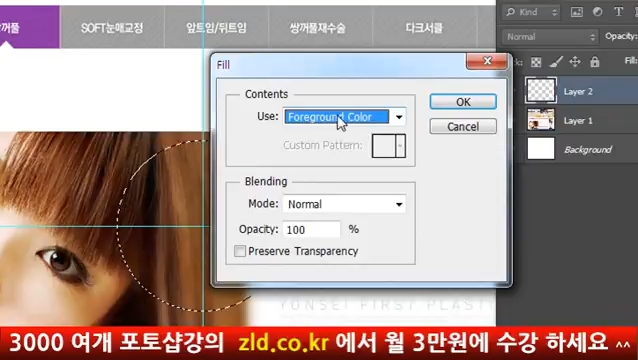 꺼풀 SOFT눈매교정 앞트임/뒤트임 쌍꺼풀재수술 다크서클
Kind
Normal Opacity:
Lock: Fill:
Layer 2
Layer 1
Background
Fill
Contents
Use: Foreground Color
Custom Pattern:
OK
Cancel
Blending
Mode: Normal
Opacity: 100 %
Preserve Transparency
YONSEI FIRST PLAST
3000 여개 포토샵강의 zld.co.kr 에서 월 3만원에 수강 하세요 ^^